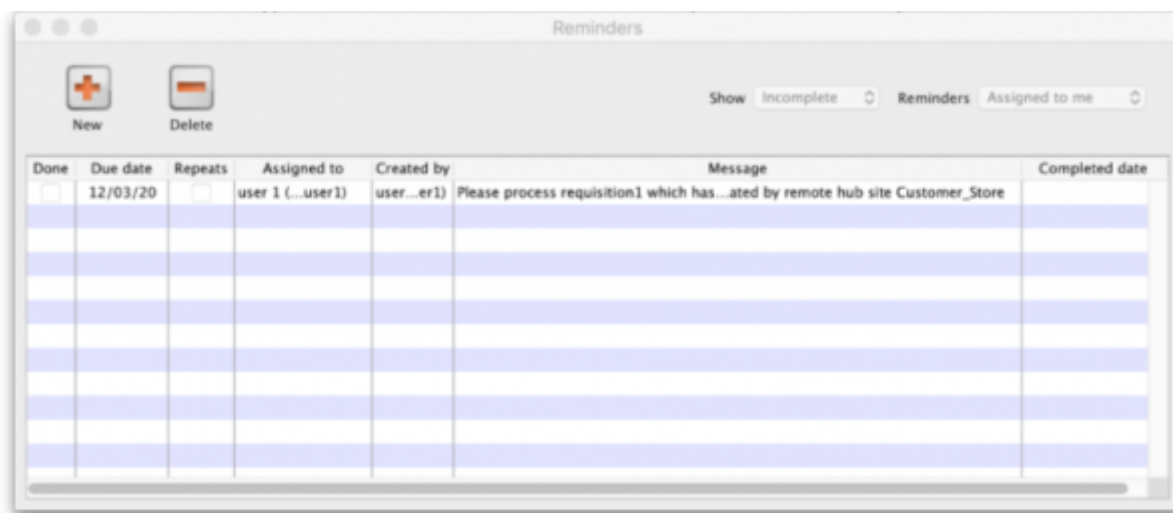 Reminders
New Delete Show Incomplete Reminders Assigned to me
Done Due date Repeats Assigned to Created by Message Completed date
12/03/20 user 1 (...user1) user...er1) Please process requisition1 which has...ated by remote hub site Customer_Store